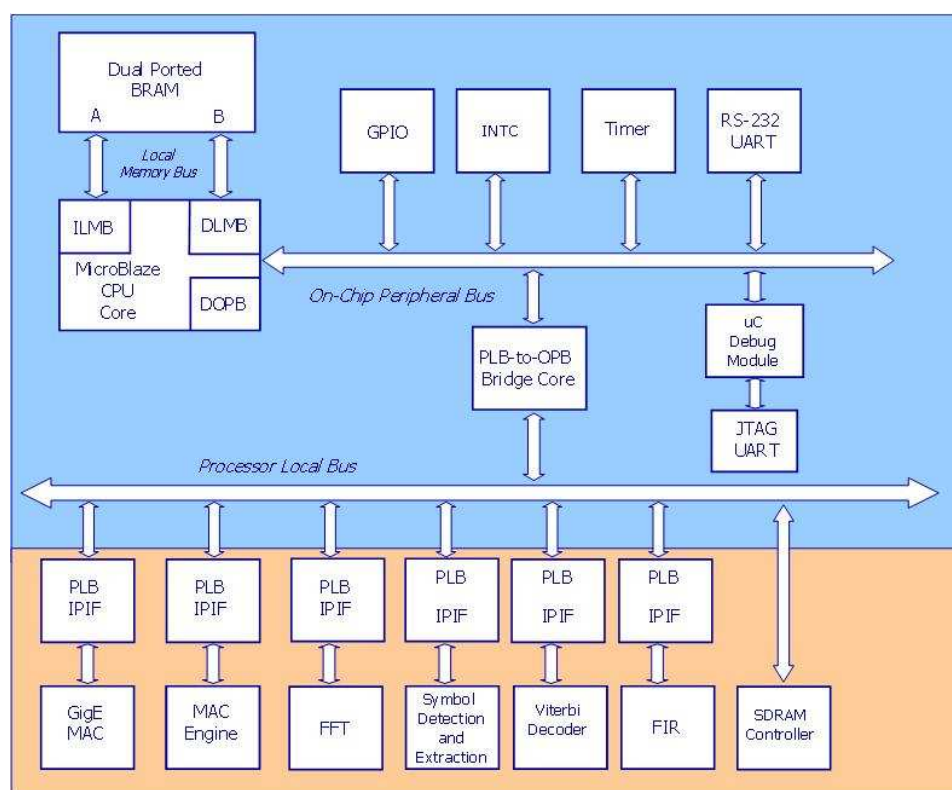 Dual Ported
BRAM
A
B
Local
Memory Bus
GPIO
INTC
Timer
RS-232
UART
ILMB
DLMB
MicroBlaze
CPU
Core
DOPB
On-Chip Peripheral Bus
PLB-to-OPB
Bridge Core
uC
Debug
Module
JTAG
UART
Processor Local Bus
PLB
IPIF
PLB
IPIF
PLB
IPIF
PLB
IPIF
PLB
IPIF
PLB
IPIF
GigE
MAC
MAC
Engine
FFT
Symbol
Detection
and
Extraction
Viterbi
Decoder
FIR
SDRAM
Controller